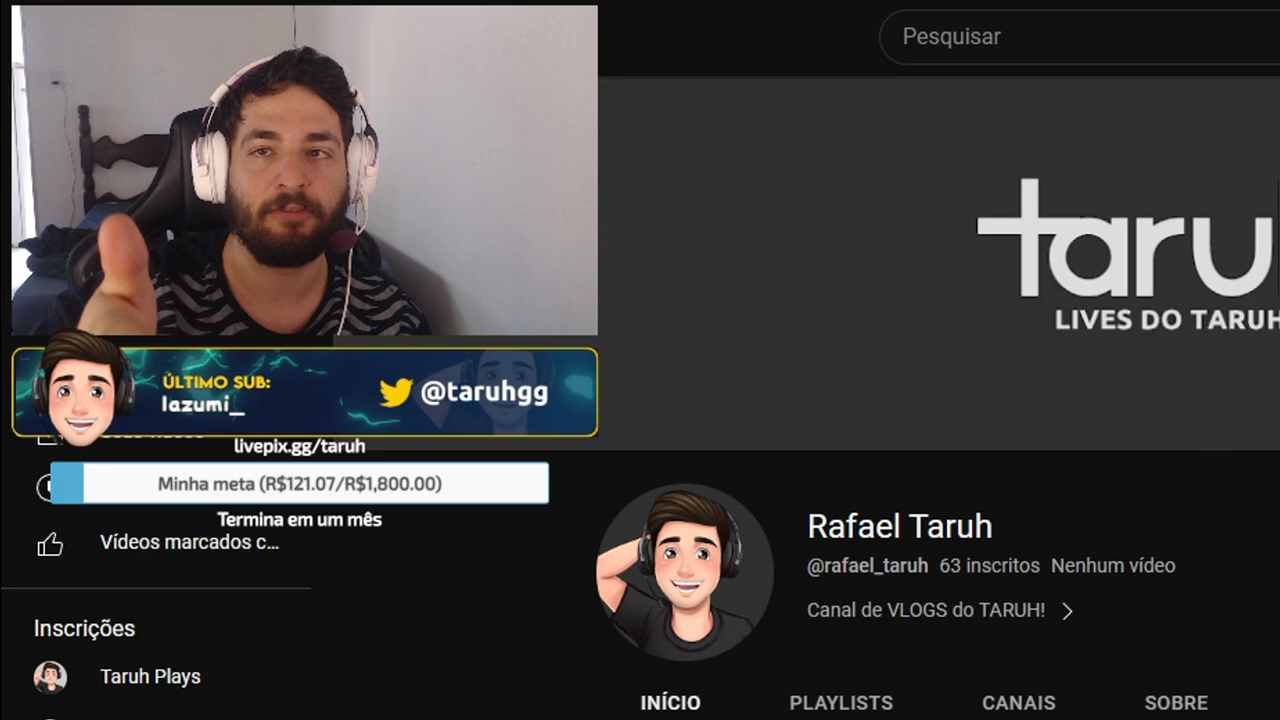 Pesquisar
taru
LIVES DO TARUH
ÚLTIMO SUB:
lazumi_
@taruhgg
livepix.gg/taruh
Minha meta (R$121.07/R$1,800.00)
Termina em um mês
Vídeos marcados c...
Inscrições
Taruh Plays
Rafael Taruh
@rafael_taruh 63 inscritos Nenhum vídeo
Canal de VLOGS do TARUH!
INÍCIO PLAYLISTS CANAIS SOBRE